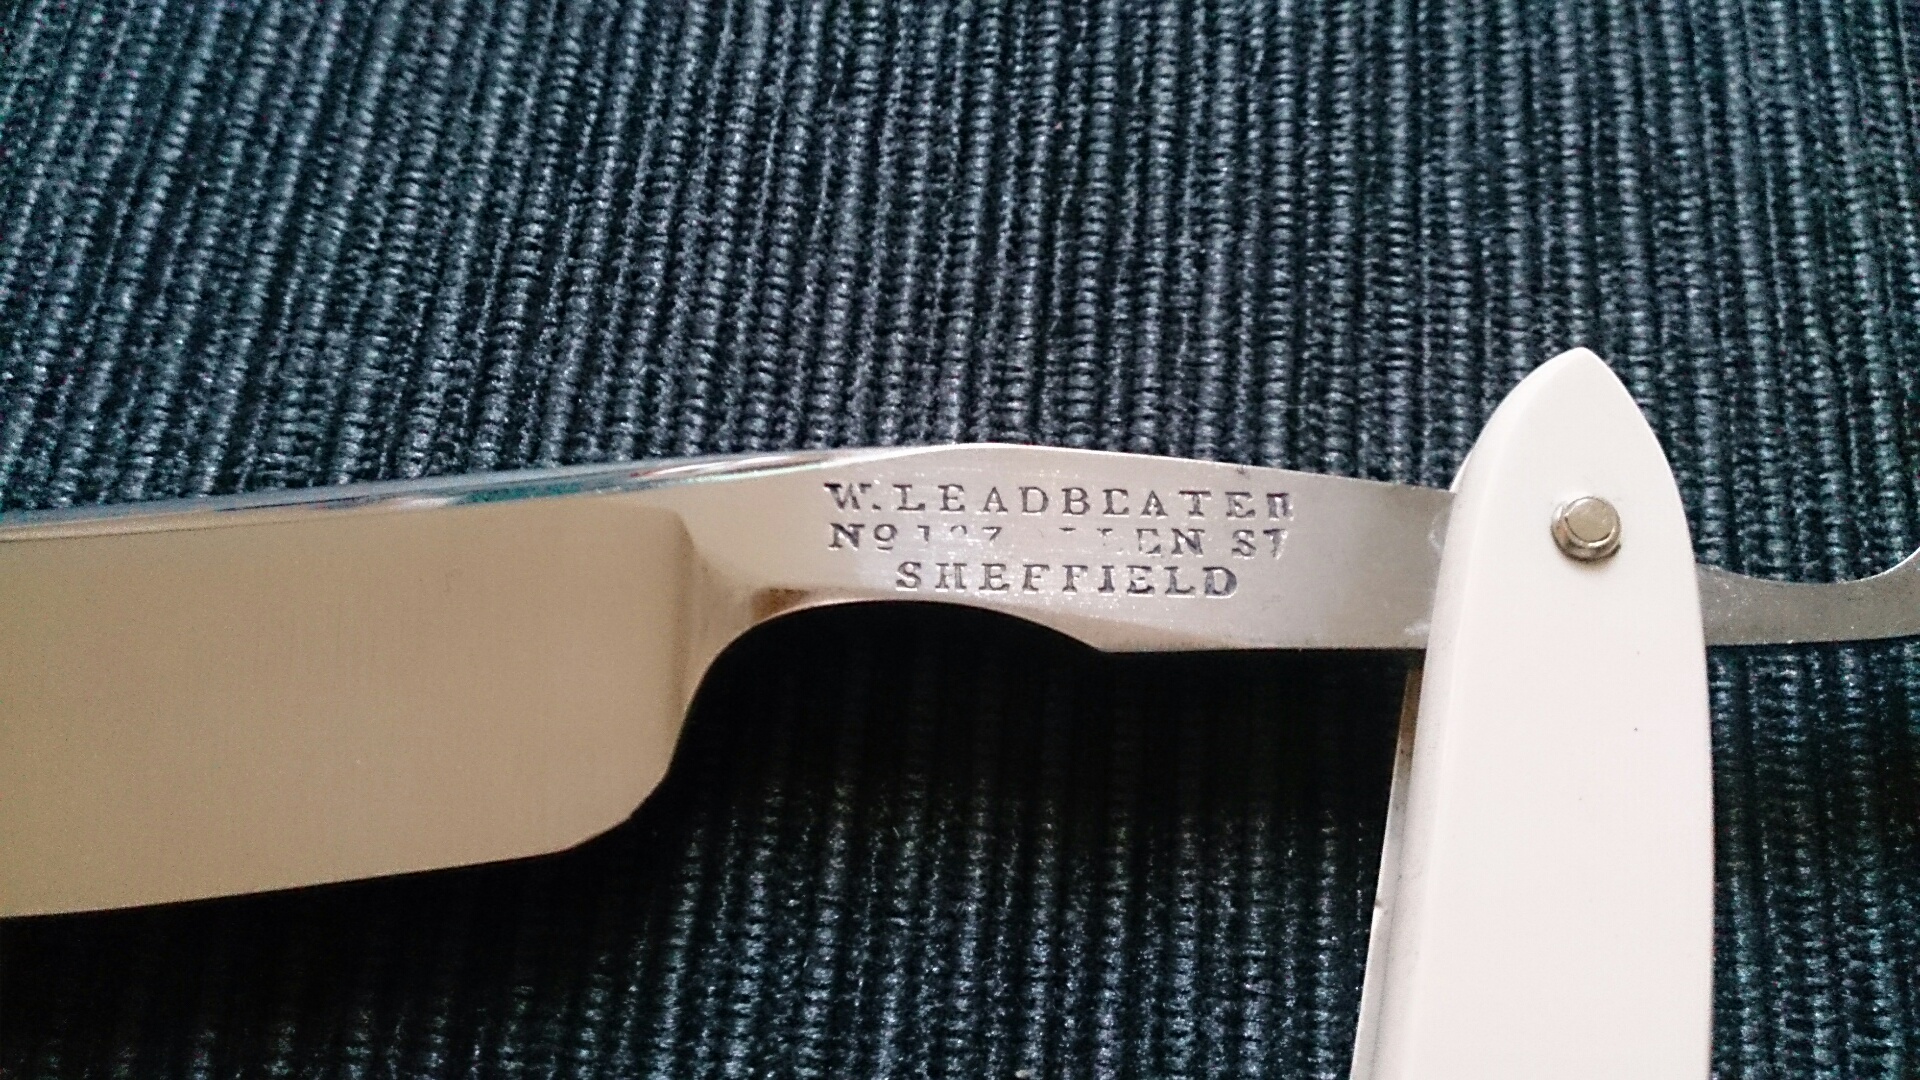 W. LEADBEATER
No ST
SHEFFIELD